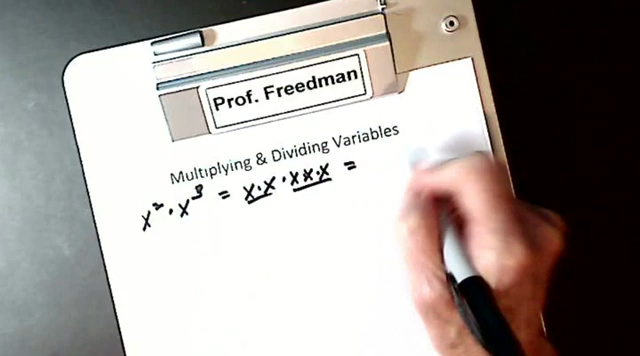 Prof. Freedman
Multiplying & Dividing Variables
x² · x³ = x·x · x·x·x =